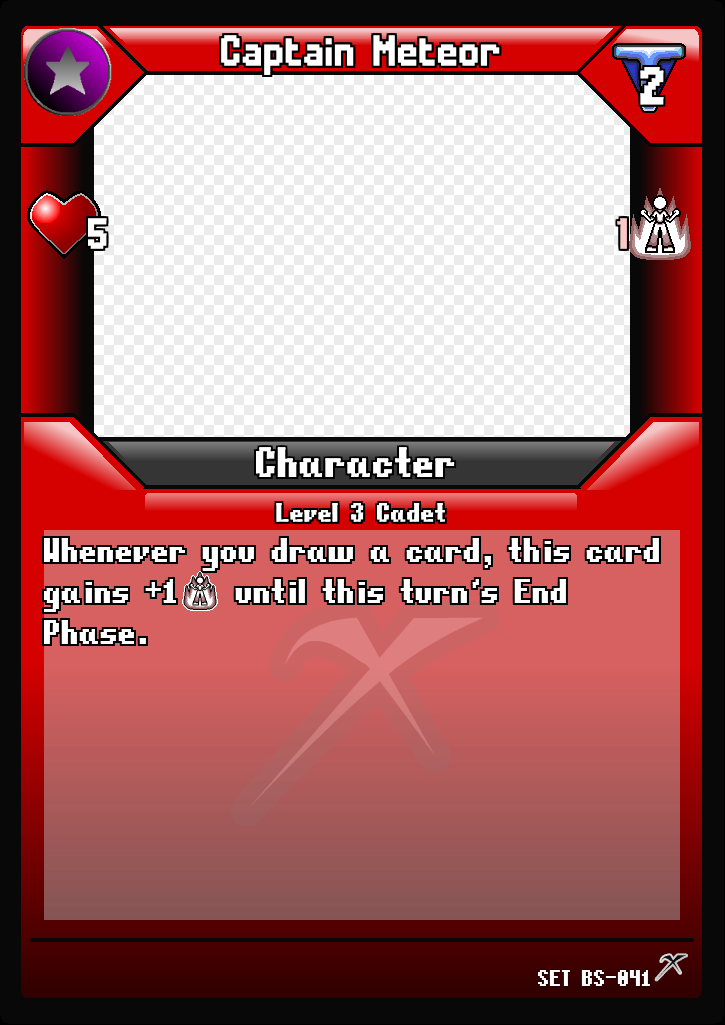 Captain Meteor
2
5
1
Character
Level 3 Cadet
Whenever you draw a card, this card
gains +1 until this turn's End
Phase.
SET BS-041